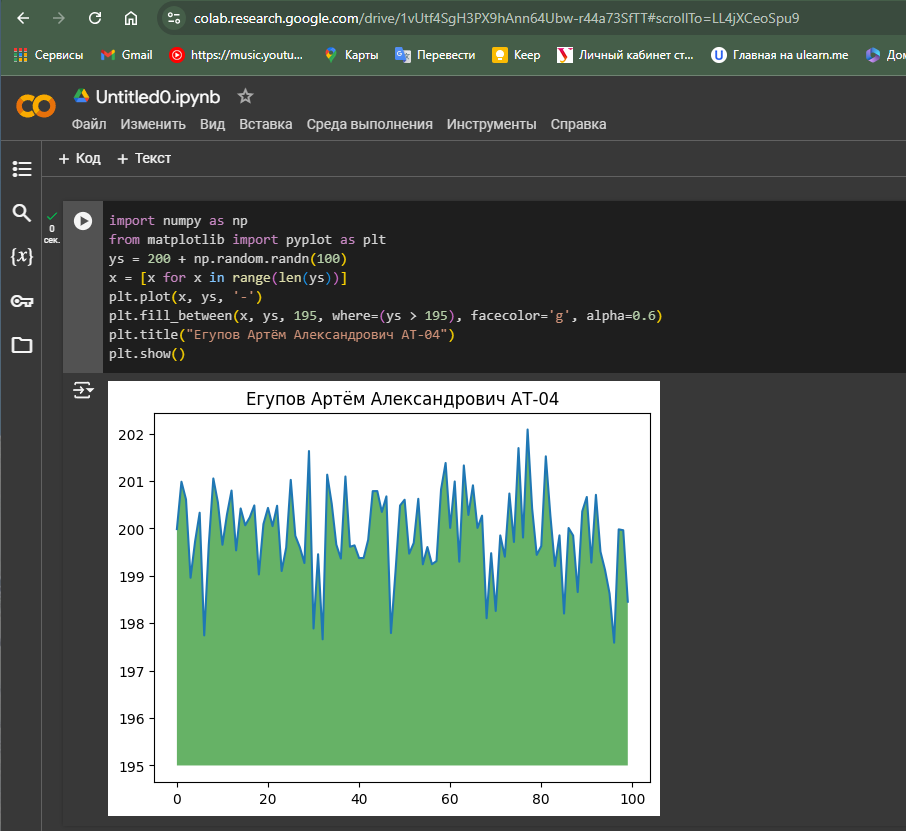 colab.research.google.com/drive/1vUtf4SgH3PX9hAnn64Ubw-r44a73SfTT#scrollTo=LL4jXCeoSpu9
Сервисы Gmail https://music.youtu... Карты Перевести Keep Личный кабинет ст... Главная на ulearn.me Дом
Untitled0.ipynb
Файл Изменить Вид Вставка Среда выполнения Инструменты Справка
+ Код + Текст
0
сек.
{x}
import numpy as np
from matplotlib import pyplot as plt
ys = 200 + np.random.randn(100)
x = [x for x in range(len(ys))]
plt.plot(x, ys, '-')
plt.fill_between(x, ys, 195, where=(ys > 195), facecolor='g', alpha=0.6)
plt.title("Егупов Артём Александрович АТ-04")
plt.show()
Егупов Артём Александрович АТ-04
202
201
200
199
198
197
196
195
0 20 40 60 80 100